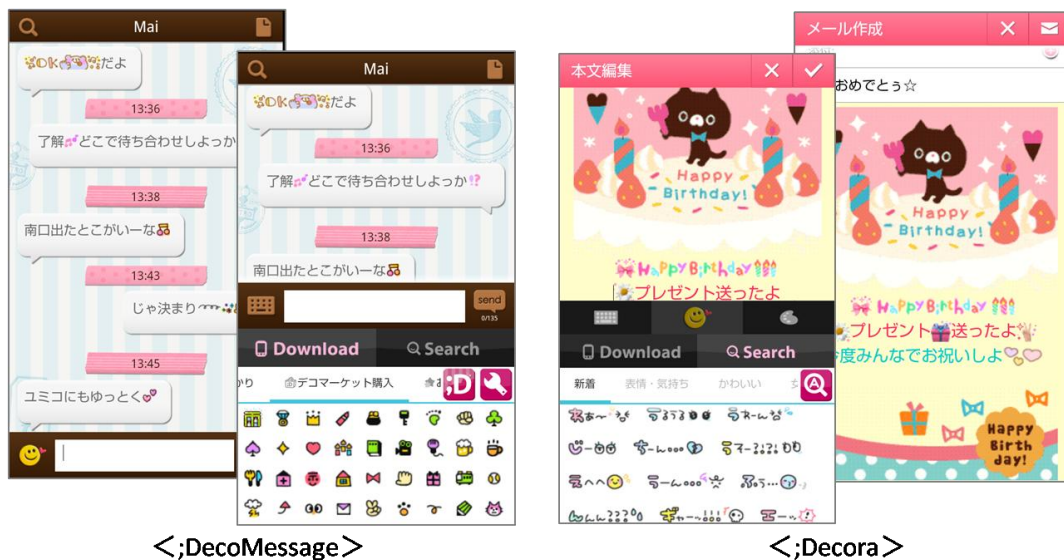 Mai
OKだよ
13:36
了解どこで待ち合わせしよっか
13:38
南口出たとこがいーな
13:43
じゃ決まり
13:45
ユミコにもゆっとく
Mai
OKだよ
13:36
了解どこで待ち合わせしよっか!?
13:38
南口出たとこがいーな
send
0/135
Download
Search
デコマーケット購入
;D
＜;DecoMessage＞
本文編集
Happy
Birthday!
HaPPy BiRthday
プレゼント送ったよ
Download
Search
新着
表情・気持ち
かわいい
メール作成
おめでとぅ☆
Happy
Birthday!
HaPPy BiRthday
プレゼント送ったよ
度みんなでお祝いしよ
Happy
Birth
day!
＜;Decora＞